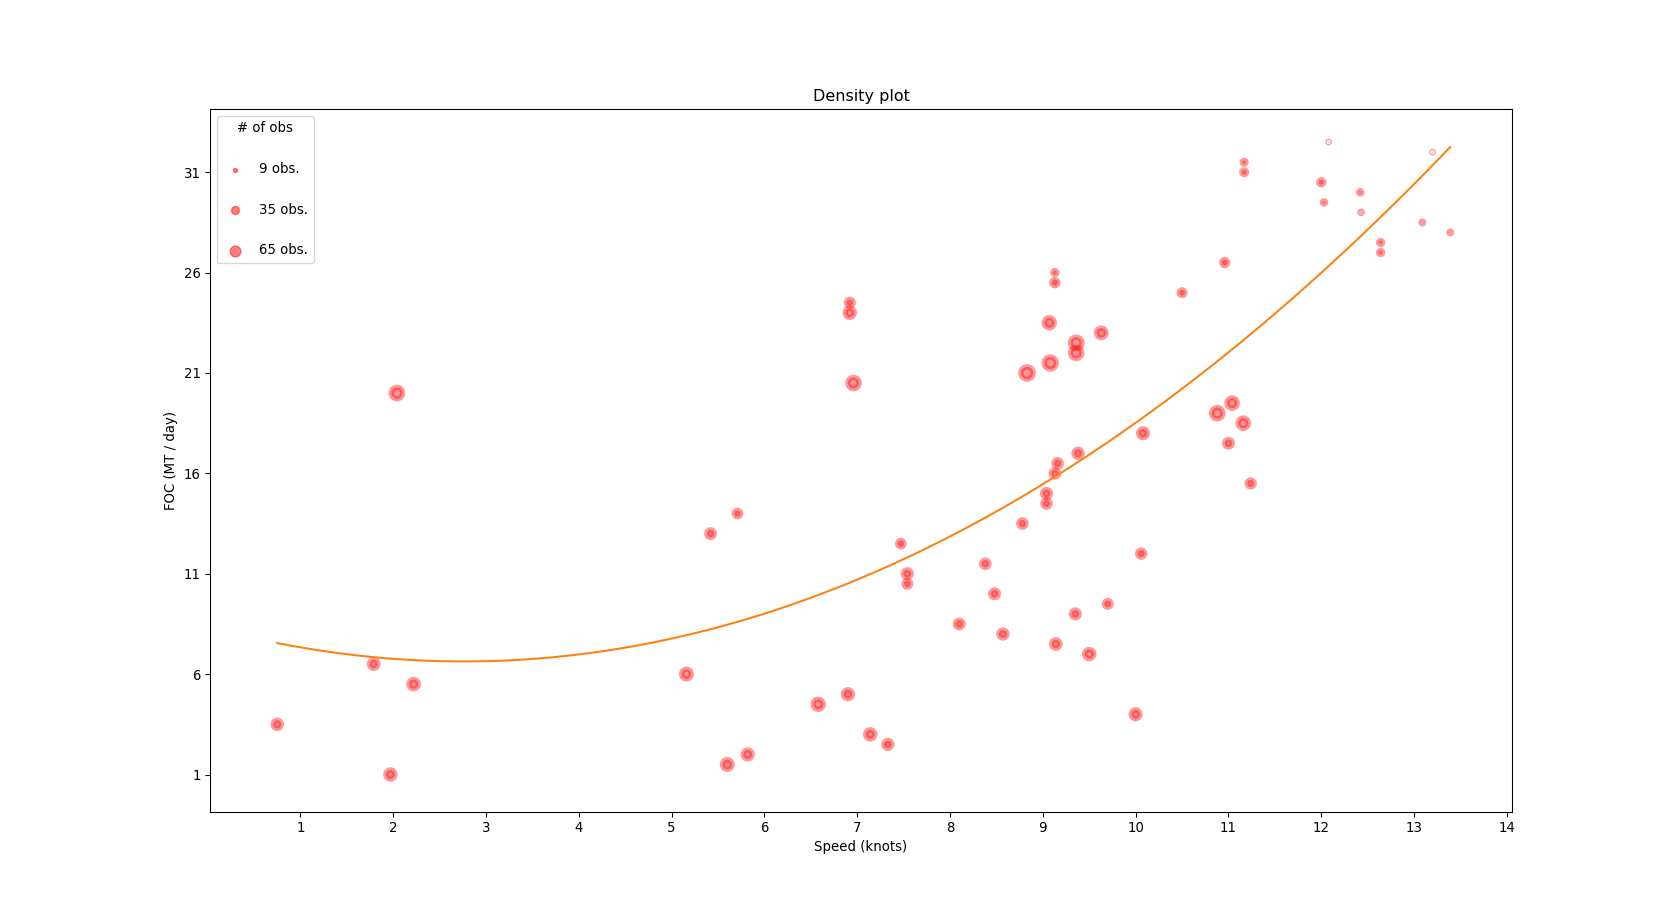 Density plot
# of obs
9 obs.
35 obs.
65 obs.
31
26
21
16
11
6
1
FOC (MT / day)
1 2 3 4 5 6 7 8 9 10 11 12 13 14
Speed (knots)